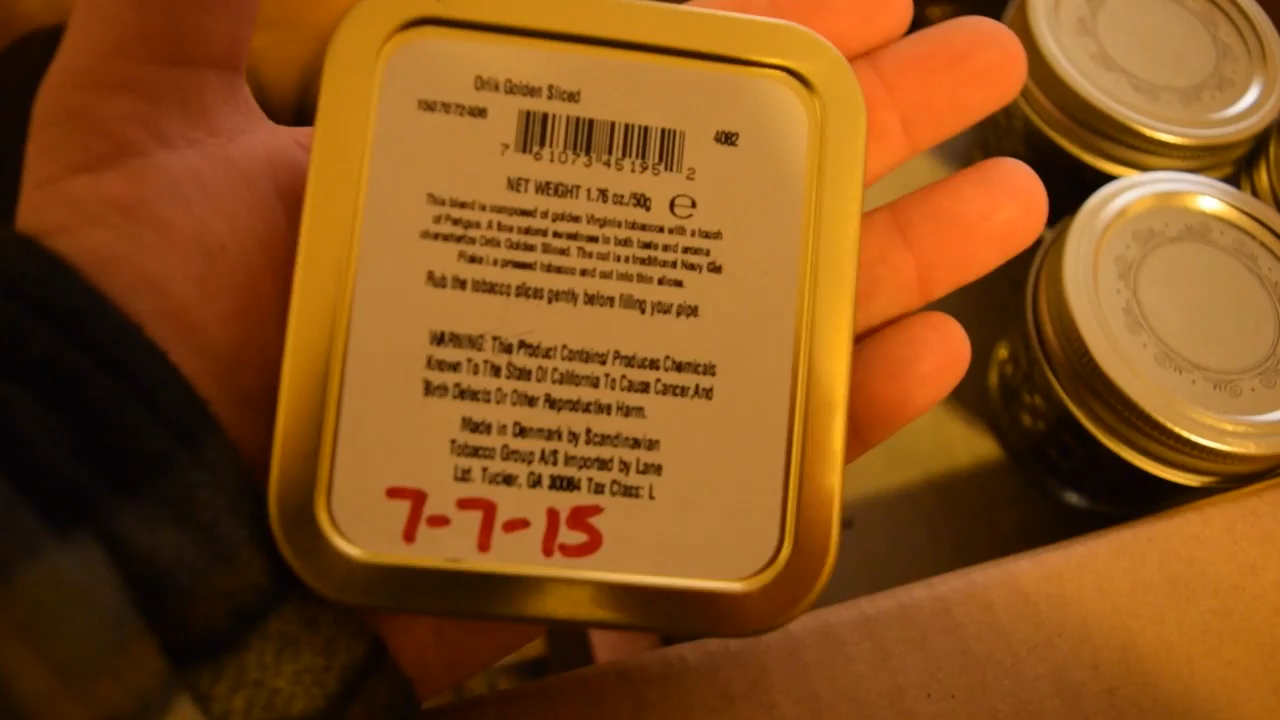 Orlik Golden Sliced
1507072408
4082
7 61073 45195 2
NET WEIGHT 1.76 oz./50g e
This blend is composed of golden Virginia tobaccos with a touch
of Perique. A fine natural sweetness in both taste and aroma
characterize Orlik Golden Sliced. The cut is a traditional Navy Cut
Flake i.e pressed tobacco and cut into thin slices.
Rub the tobacco slices gently before filling your pipe.
WARNING: This Product Contains/ Produces Chemicals
Known To The State Of California To Cause Cancer,And
Birth Defects Or Other Reproductive Harm.
Made in Denmark by Scandinavian
Tobacco Group A/S Imported by Lane
Ltd. Tucker, GA 30084 Tax Class: L
7-7-15